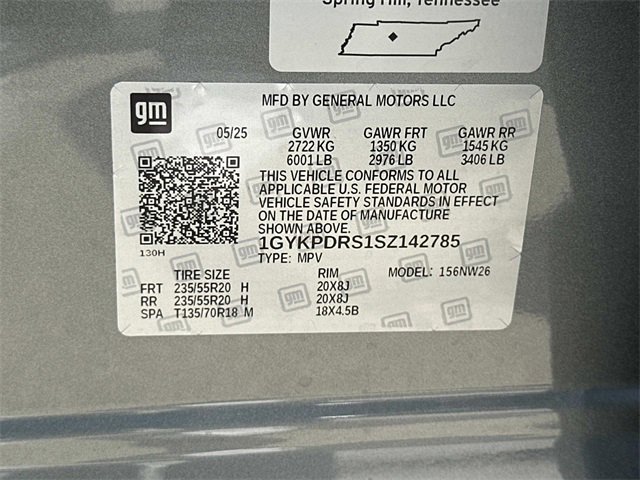 Spring Hill, Tennessee
gm
MFD BY GENERAL MOTORS LLC
05/25 GVWR GAWR FRT GAWR RR
2722 KG 1350 KG 1545 KG
6001 LB 2976 LB 3406 LB
THIS VEHICLE CONFORMS TO ALL
APPLICABLE U.S. FEDERAL MOTOR
VEHICLE SAFETY STANDARDS IN EFFECT
ON THE DATE OF MANUFACTURE
SHOWN ABOVE.
1GYKPDRS1SZ142785
130H
TYPE: MPV
TIRE SIZE RIM MODEL: 156NW26
FRT 235/55R20 H 20X8J
RR 235/55R20 H 20X8J
SPA T135/70R18 M 18X4.5B